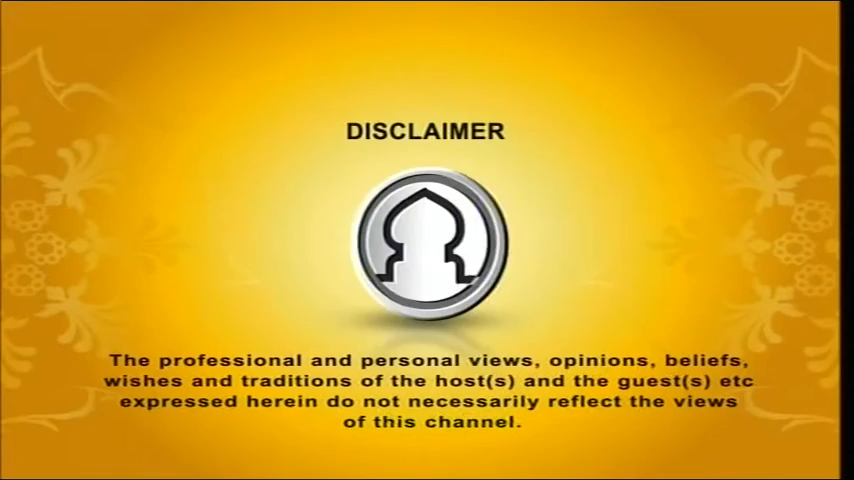 DISCLAIMER
The professional and personal views, opinions, beliefs,
wishes and traditions of the host(s) and the guest(s) etc
expressed herein do not necessarily reflect the views
of this channel.